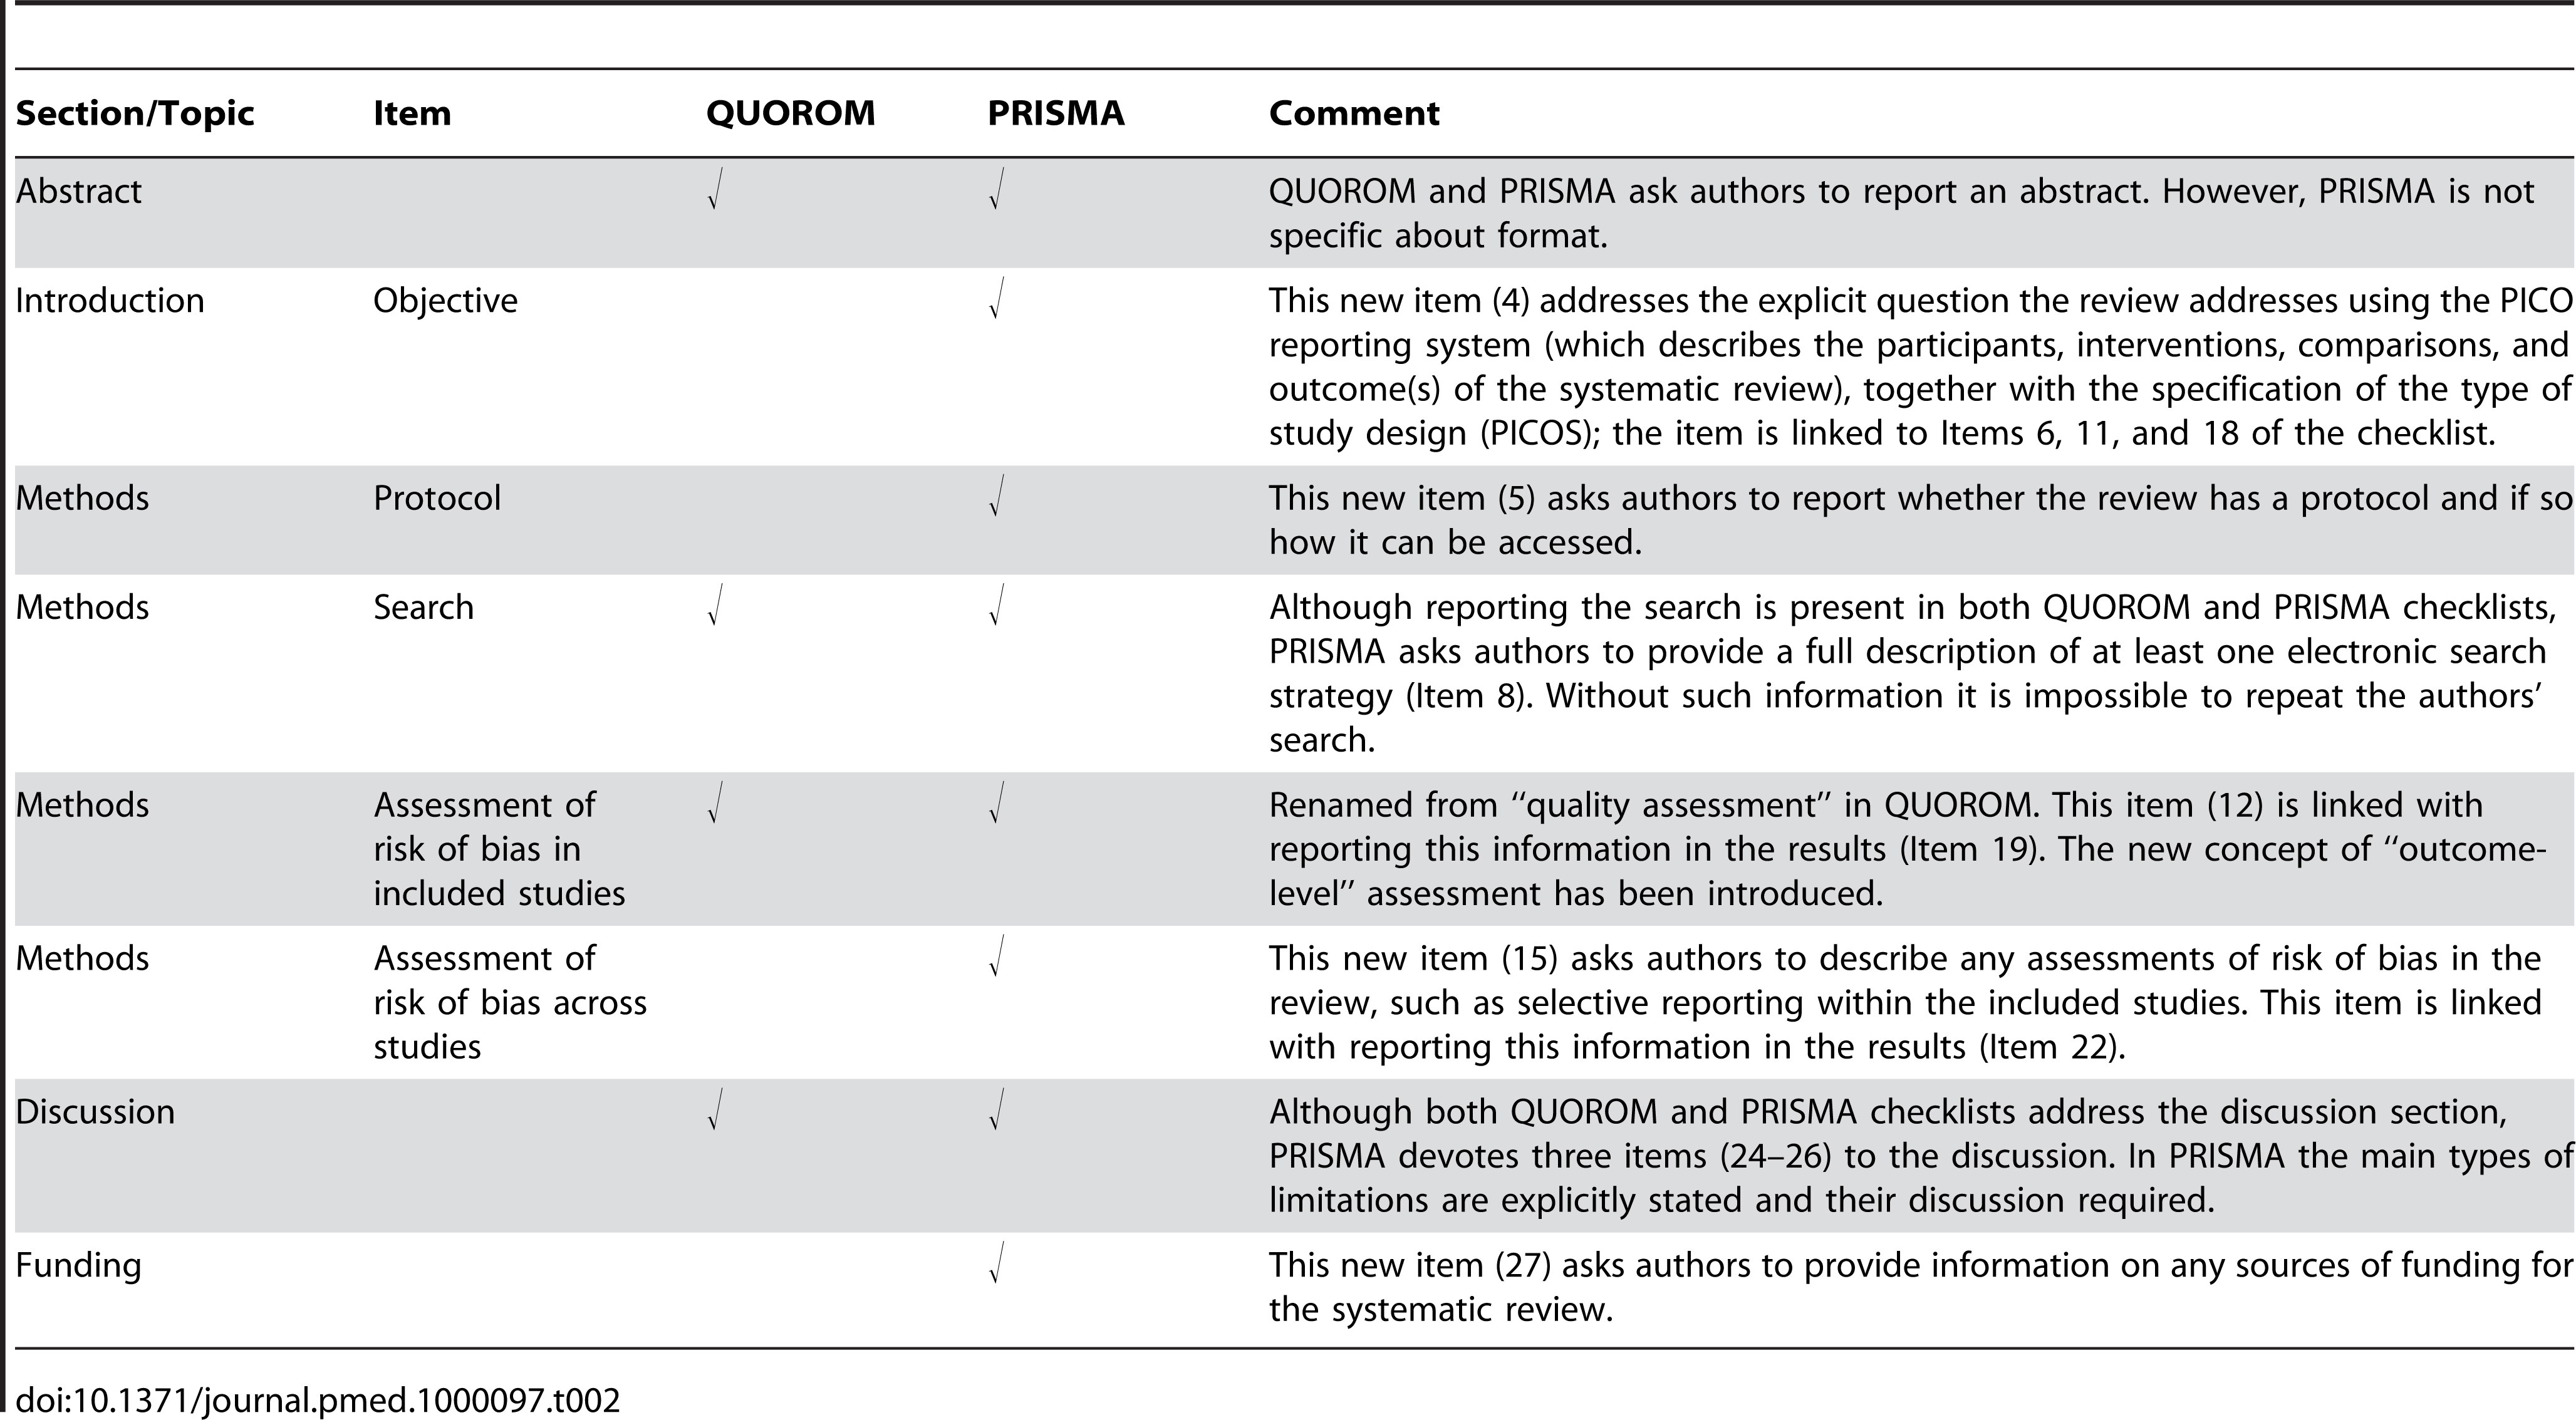 Section/Topic Item QUOROM PRISMA Comment
Abstract √ √ QUOROM and PRISMA ask authors to report an abstract. However, PRISMA is not
specific about format.
Introduction Objective √ This new item (4) addresses the explicit question the review addresses using the PICO
reporting system (which describes the participants, interventions, comparisons, and
outcome(s) of the systematic review), together with the specification of the type of
study design (PICOS); the item is linked to Items 6, 11, and 18 of the checklist.
Methods Protocol √ This new item (5) asks authors to report whether the review has a protocol and if so
how it can be accessed.
Methods Search √ √ Although reporting the search is present in both QUOROM and PRISMA checklists,
PRISMA asks authors to provide a full description of at least one electronic search
strategy (Item 8). Without such information it is impossible to repeat the authors’
search.
Methods Assessment of √ √ Renamed from ‘‘quality assessment’’ in QUOROM. This item (12) is linked with
risk of bias in reporting this information in the results (Item 19). The new concept of ‘‘outcome-
included studies level’’ assessment has been introduced.
Methods Assessment of √ This new item (15) asks authors to describe any assessments of risk of bias in the
risk of bias across review, such as selective reporting within the included studies. This item is linked
studies with reporting this information in the results (Item 22).
Discussion √ √ Although both QUOROM and PRISMA checklists address the discussion section,
PRISMA devotes three items (24–26) to the discussion. In PRISMA the main types of
limitations are explicitly stated and their discussion required.
Funding √ This new item (27) asks authors to provide information on any sources of funding for
the systematic review.
doi:10.1371/journal.pmed.1000097.t002